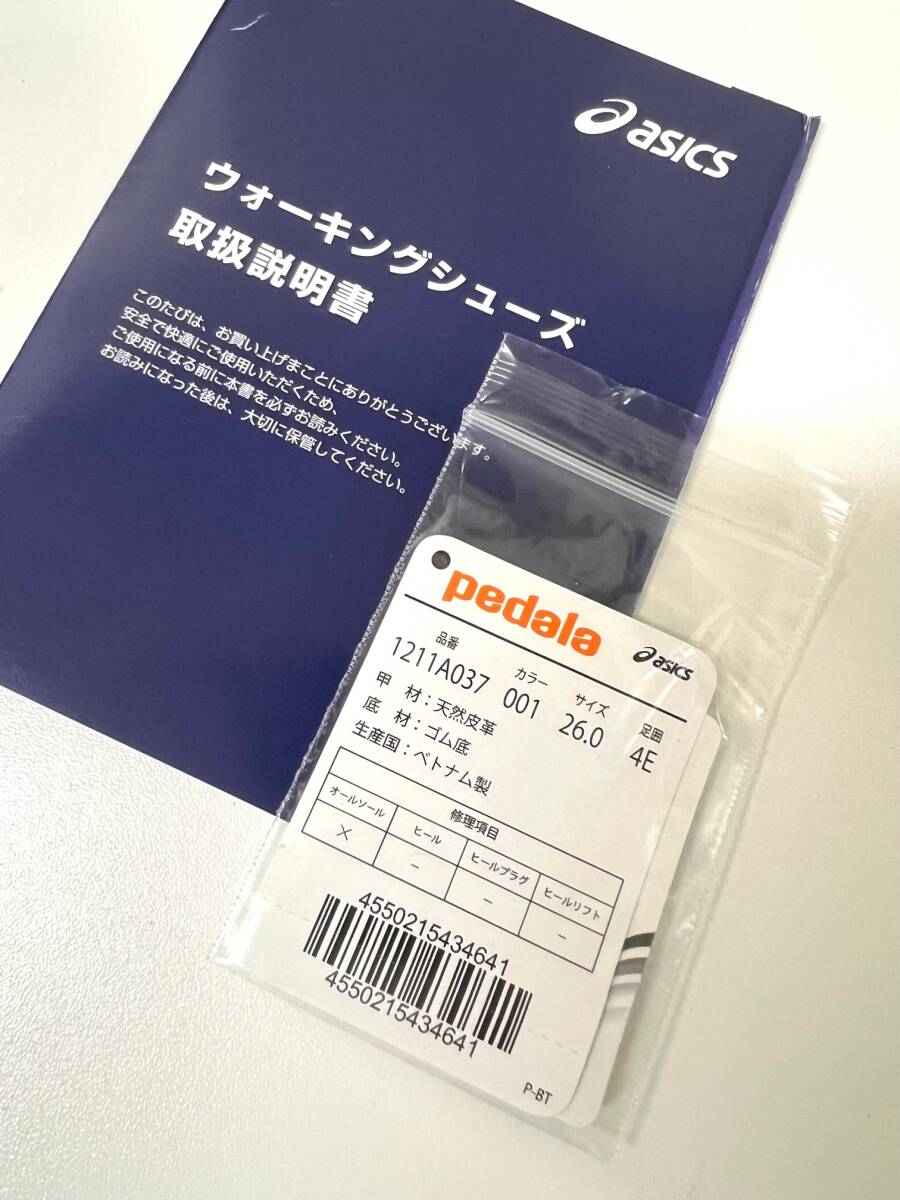 asics
ウォーキングシューズ
取扱説明書
このたびは、お買い上げまことにありがとうございます。
安全で快適にご使用いただくため、
ご使用になる前に本書を必ずお読みください。
お読みになった後は、大切に保管してください。
pedala
asics
品番 カラー サイズ 足囲
1211A037 001 26.0 4E
甲 材：天然皮革
底 材：ゴム底
生産国：ベトナム製
修理項目
オールソール ヒール ヒールプラグ ヒールリフト
× － － －
4550215434641
4550215434641
P-BT